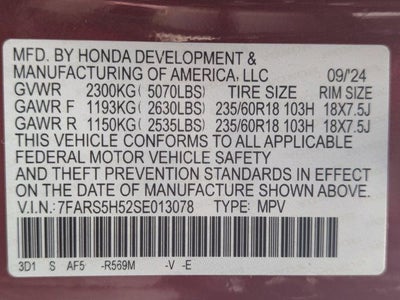 MFD. BY HONDA DEVELOPMENT &
MANUFACTURING OF AMERICA, LLC 09/'24
GVWR 2300KG (5070LBS) TIRE SIZE RIM SIZE
GAWR F 1193KG (2630LBS) 235/60R18 103H 18X7.5J
GAWR R 1150KG (2535LBS) 235/60R18 103H 18X7.5J
THIS VEHICLE CONFORMS TO ALL APPLICABLE
FEDERAL MOTOR VEHICLE SAFETY
AND THEFT PREVENTION STANDARDS IN EFFECT
ON THE DATE OF MANUFACTURE SHOWN ABOVE.
V.I.N.:7FARS5H52SE013078 TYPE: MPV
3D1 S AF5 -R569M -V -E